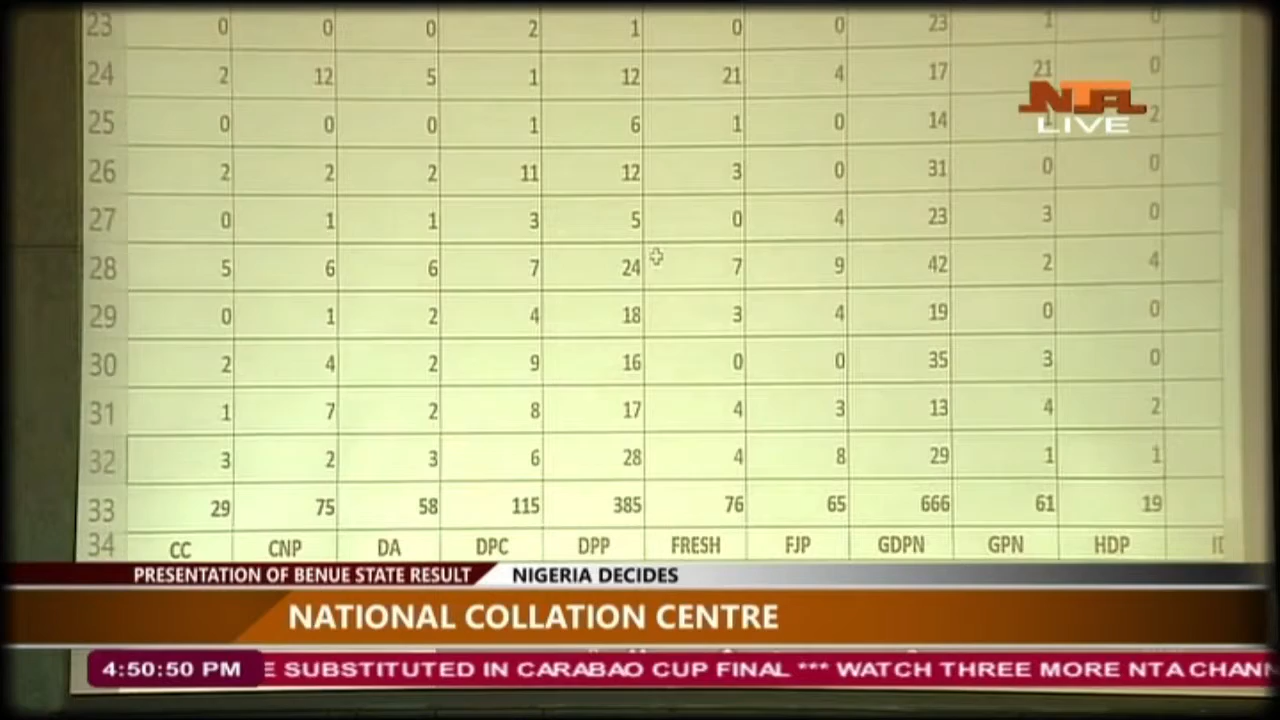 23 0 0 0 2 1 0 0 23 1 0
24 2 12 5 1 12 21 4 17 21 0
NTA
25 0 0 0 1 6 1 0 14 2
LIVE
26 2 2 2 11 12 3 0 31 0 0
27 0 1 1 3 5 0 4 23 3 0
28 5 6 6 7 24 7 9 42 2 4
29 0 1 2 4 18 3 4 19 0 0
30 2 4 2 9 16 0 0 35 3 0
31 1 7 2 8 17 4 3 13 4 2
32 3 2 3 6 28 4 8 29 1 1
33 29 75 58 115 385 76 65 666 61 19
34 CC CNP DA DPC DPP FRESH FJP GDPN GPN HDP
PRESENTATION OF BENUE STATE RESULT NIGERIA DECIDES
NATIONAL COLLATION CENTRE
4:50:50 PM E SUBSTITUTED IN CARABAO CUP FINAL *** WATCH THREE MORE NTA CHANN